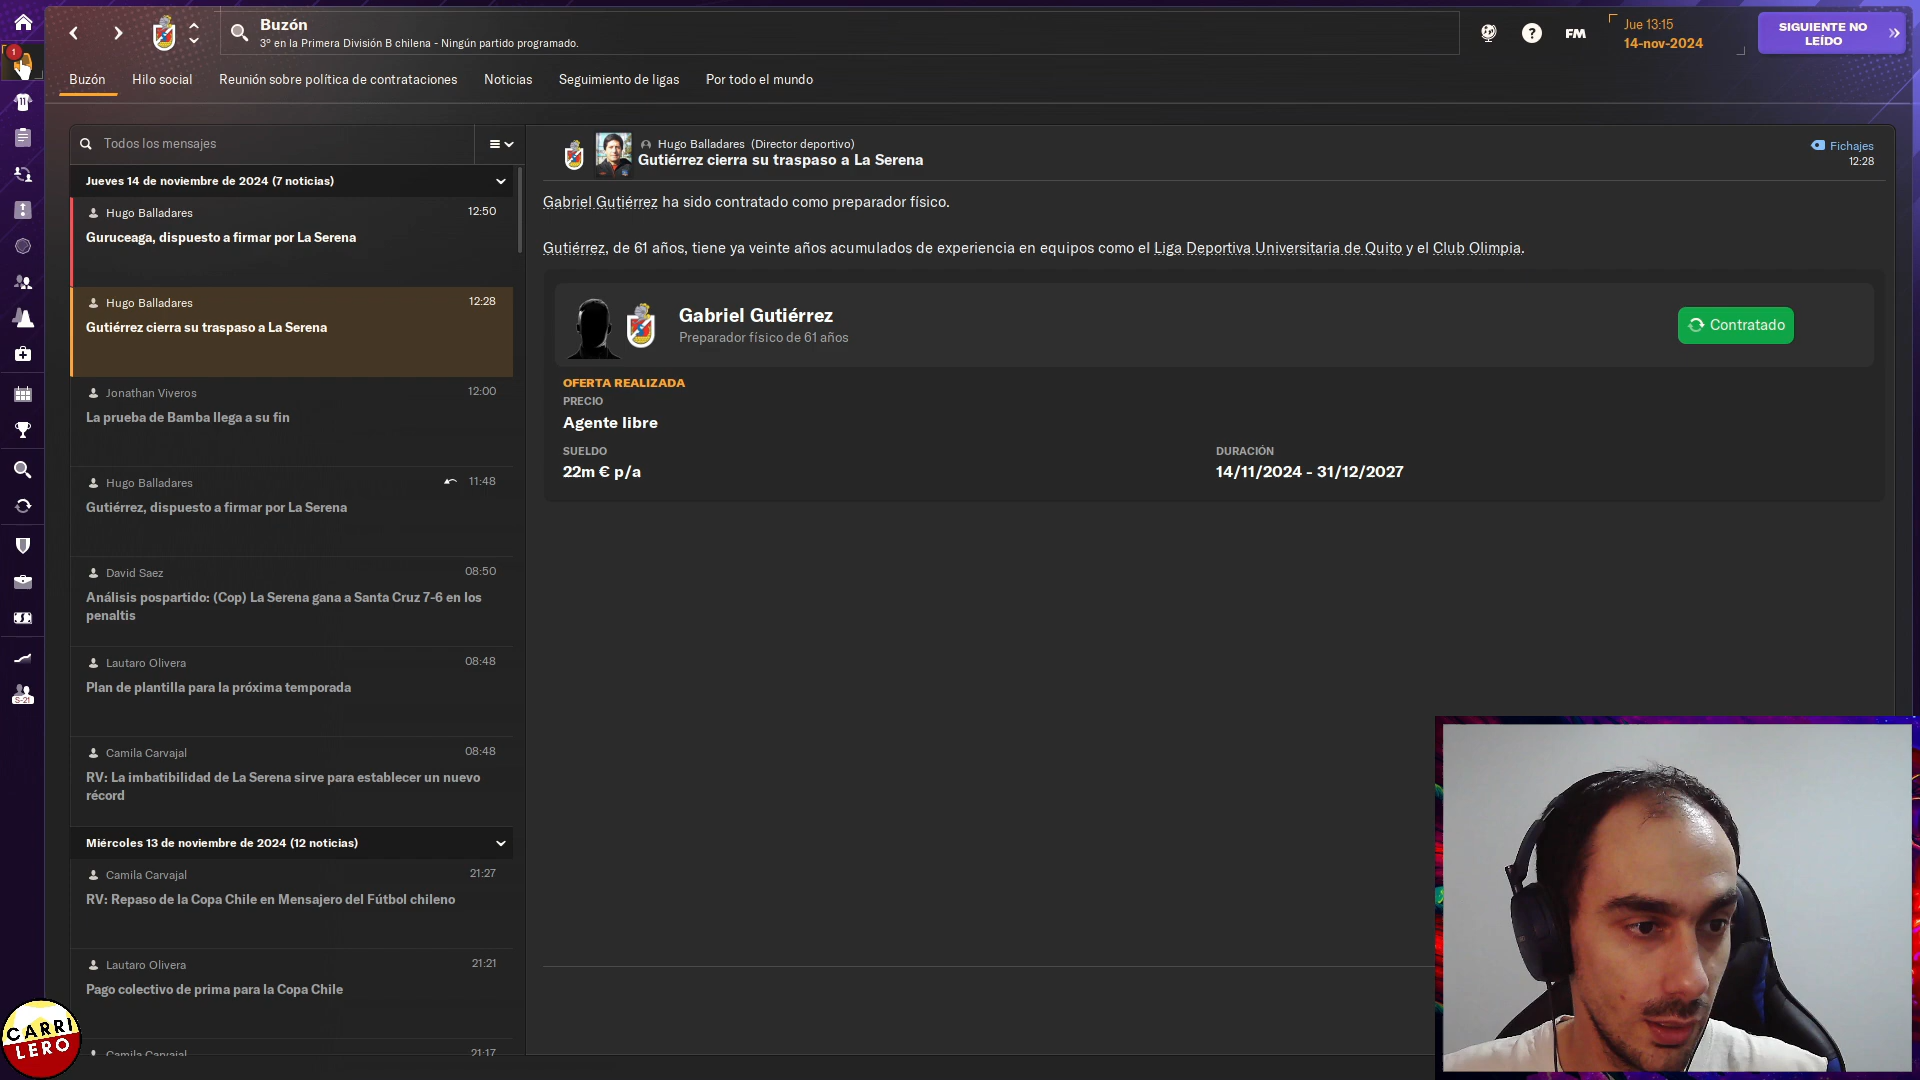 1
Buzón
3º en la Primera División B chilena - Ningún partido programado.
FM
Jue 13:15
14-nov-2024
SIGUIENTE NO
LEÍDO
Buzón
Hilo social
Reunión sobre política de contrataciones
Noticias
Seguimiento de ligas
Por todo el mundo
Todos los mensajes
Jueves 14 de noviembre de 2024 (7 noticias)
Hugo Balladares
12:50
Guruceaga, dispuesto a firmar por La Serena
Hugo Balladares
12:28
Gutiérrez cierra su traspaso a La Serena
Jonathan Viveros
12:00
La prueba de Bamba llega a su fin
Hugo Balladares
11:48
Gutiérrez, dispuesto a firmar por La Serena
David Saez
08:50
Análisis pospartido: (Cop) La Serena gana a Santa Cruz 7-6 en los
penaltis
Lautaro Olivera
08:48
Plan de plantilla para la próxima temporada
Camila Carvajal
08:48
RV: La imbatibilidad de La Serena sirve para establecer un nuevo
récord
Miércoles 13 de noviembre de 2024 (12 noticias)
Camila Carvajal
21:27
RV: Repaso de la Copa Chile en Mensajero del Fútbol chileno
Lautaro Olivera
21:21
Pago colectivo de prima para la Copa Chile
Camila Carvajal
21:17
Hugo Balladares (Director deportivo)
Gutiérrez cierra su traspaso a La Serena
Fichajes
12:28
Gabriel Gutiérrez ha sido contratado como preparador físico.
Gutiérrez, de 61 años, tiene ya veinte años acumulados de experiencia en equipos como el Liga Deportiva Universitaria de Quito y el Club Olimpia.
Gabriel Gutiérrez
Preparador físico de 61 años
Contratado
OFERTA REALIZADA
PRECIO
Agente libre
SUELDO
22m € p/a
DURACIÓN
14/11/2024 - 31/12/2027
11
S-21
CARRI
LERO